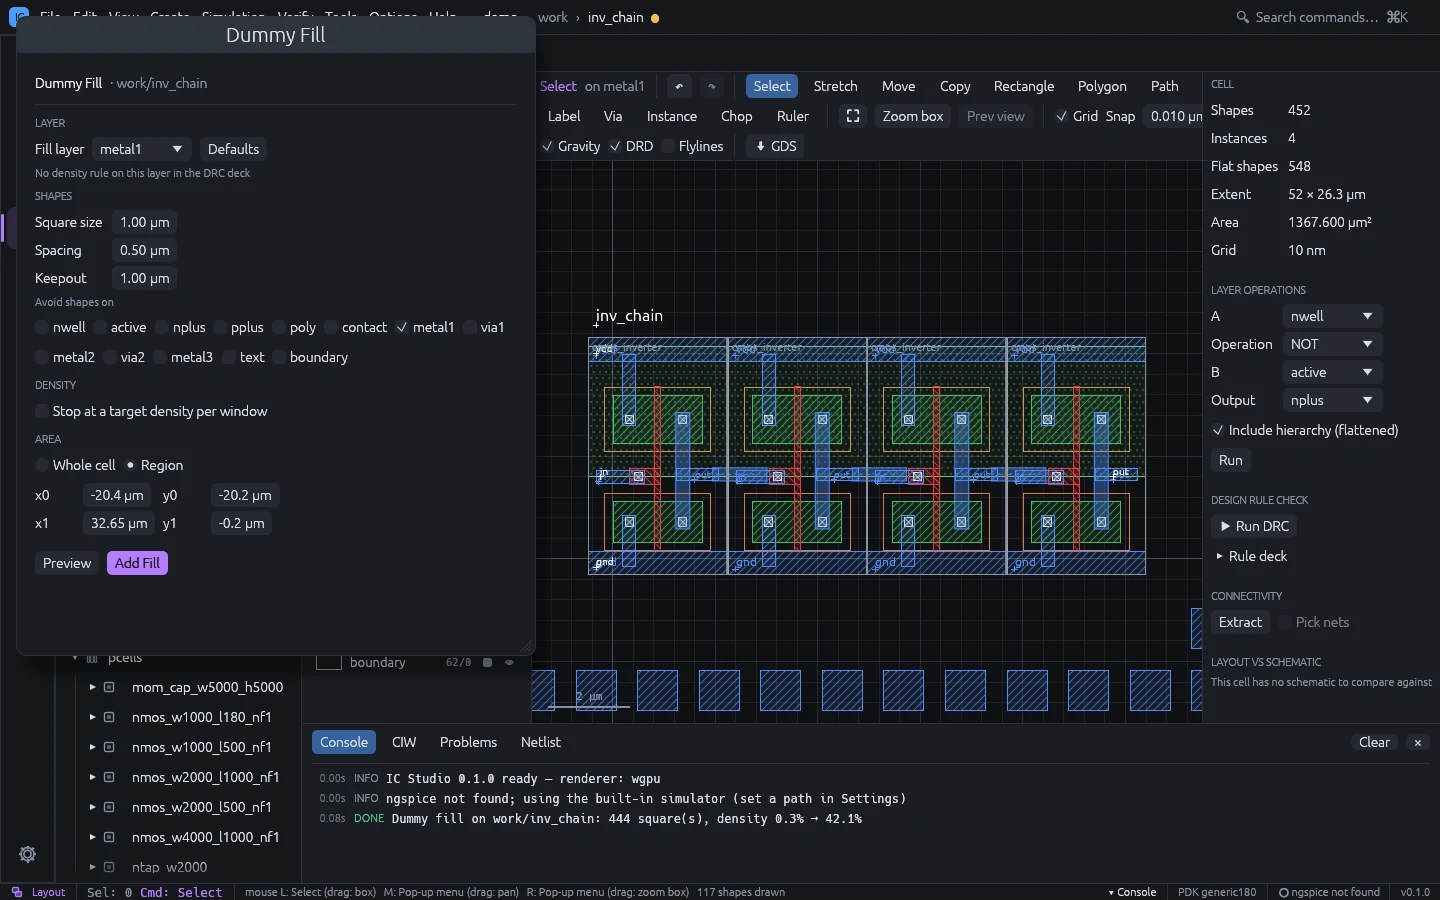 work › inv_chain
Search commands... ⌘K
Dummy Fill
Dummy Fill · work/inv_chain
LAYER
Fill layer metal1 Defaults
No density rule on this layer in the DRC deck
SHAPES
Square size 1.00 µm
Spacing 0.50 µm
Keepout 1.00 µm
Avoid shapes on
nwell active nplus pplus poly contact metal1 via1
metal2 via2 metal3 text boundary
DENSITY
Stop at a target density per window
AREA
Whole cell Region
x0 -20.4 µm y0 -20.2 µm
x1 32.65 µm y1 -0.2 µm
Preview Add Fill
Select on metal1 Select Stretch Move Copy Rectangle Polygon Path
Label Via Instance Chop Ruler Zoom box Prev view Grid Snap 0.010 µm
Gravity DRD Flylines GDS
inv_chain
in
out
gnd gnd gnd gnd
2 µm
CELL
Shapes 452
Instances 4
Flat shapes 548
Extent 52 × 26.3 µm
Area 1367.600 µm²
Grid 10 nm
LAYER OPERATIONS
A nwell
Operation NOT
B active
Output nplus
Include hierarchy (flattened)
Run
DESIGN RULE CHECK
Run DRC
Rule deck
CONNECTIVITY
Extract Pick nets
LAYOUT VS SCHEMATIC
This cell has no schematic to compare against
pcells
mom_cap_w5000_h5000
nmos_w1000_l180_nf1
nmos_w1000_l500_nf1
nmos_w2000_l1000_nf1
nmos_w2000_l500_nf1
nmos_w4000_l1000_nf1
ntap_w2000
boundary 62/0
Console CIW Problems Netlist Clear ×
0.00s INFO IC Studio 0.1.0 ready — renderer: wgpu
0.00s INFO ngspice not found; using the built-in simulator (set a path in Settings)
0.08s DONE Dummy fill on work/inv_chain: 444 square(s), density 0.3% → 42.1%
Layout Sel: 0 Cmd: Select mouse L: Select (drag: box) M: Pop-up menu (drag: pan) R: Pop-up menu (drag: zoom box) 117 shapes drawn Console PDK generic180 ngspice not found v0.1.0